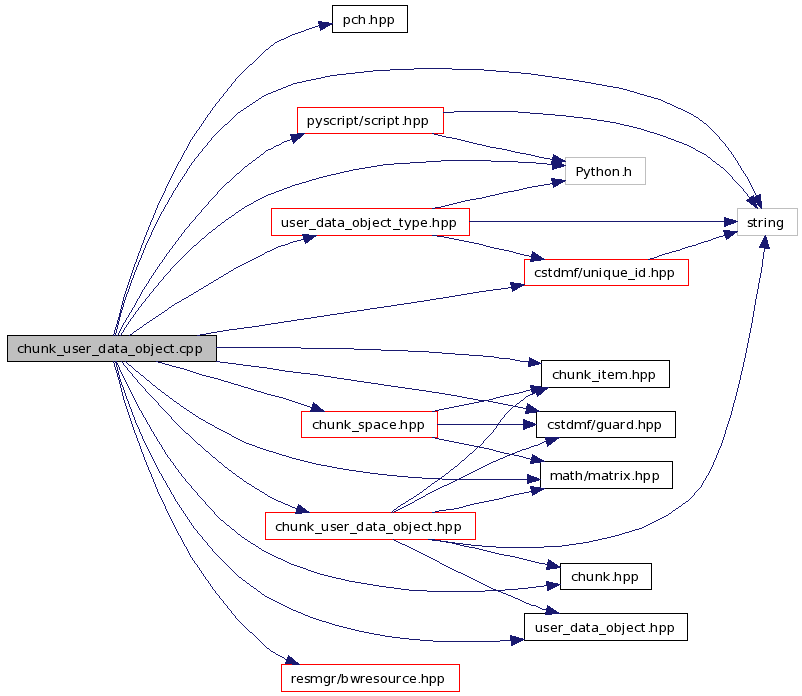 pch.hpp
pyscript/script.hpp
Python.h
user_data_object_type.hpp
string
cstdmf/unique_id.hpp
chunk_user_data_object.cpp
chunk_item.hpp
chunk_space.hpp
cstdmf/guard.hpp
math/matrix.hpp
chunk_user_data_object.hpp
chunk.hpp
user_data_object.hpp
resmgr/bwresource.hpp